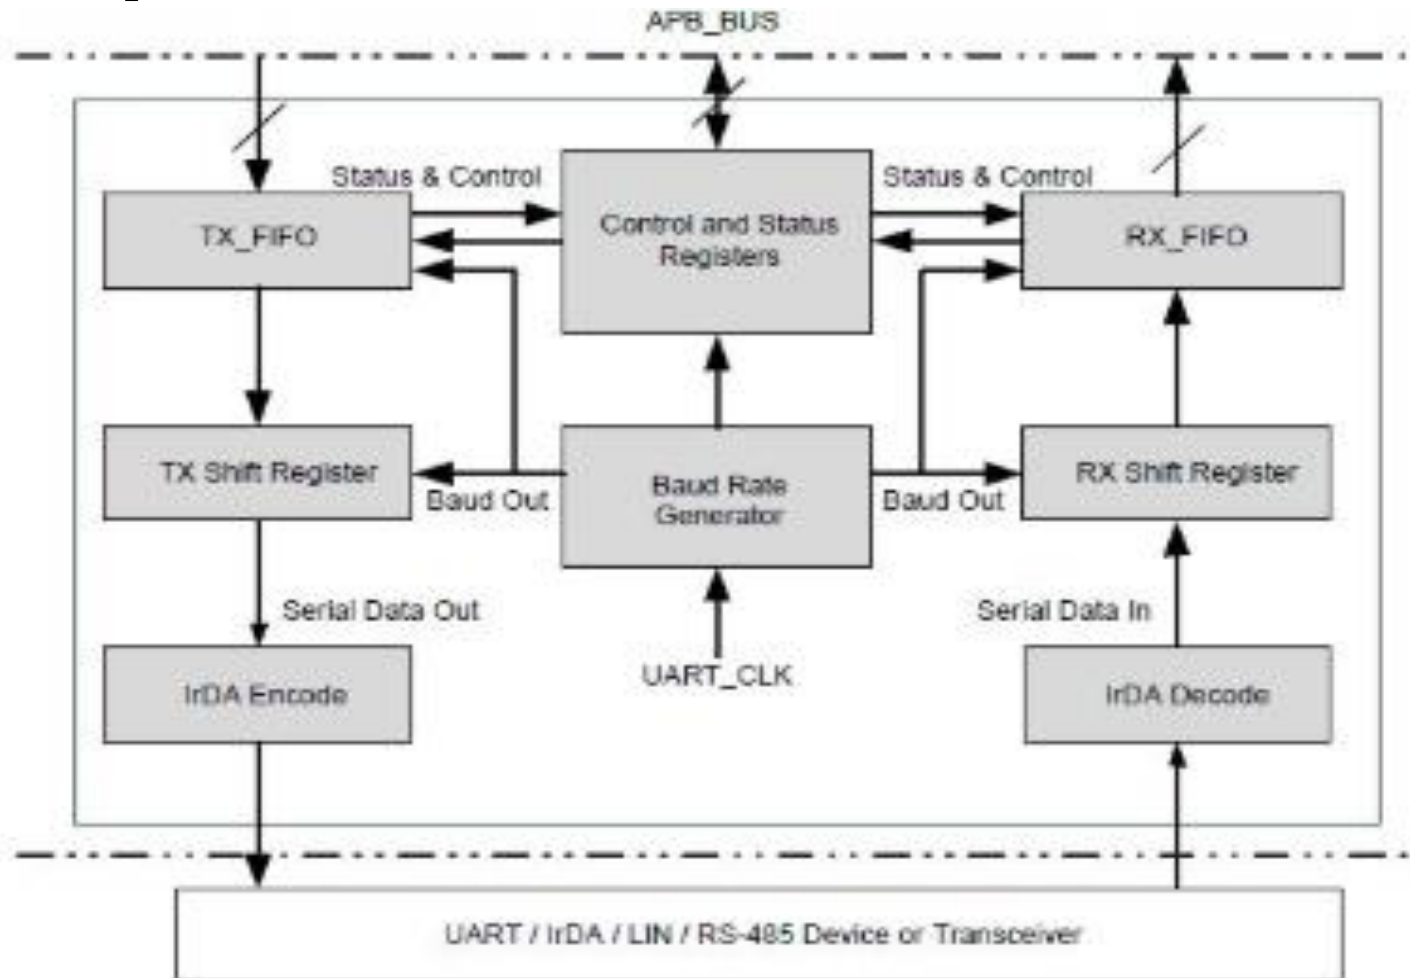 APB_BUS
Status & Control
Status & Control
TX_FIFO
Control and Status
Registers
RX_FIFO
TX Shift Register
Baud Out
Baud Rate
Generator
Baud Out
RX Shift Register
Serial Data Out
Serial Data In
UART_CLK
IrDA Encode
IrDA Decode
UART / IrDA / LIN / RS-485 Device or Transceiver